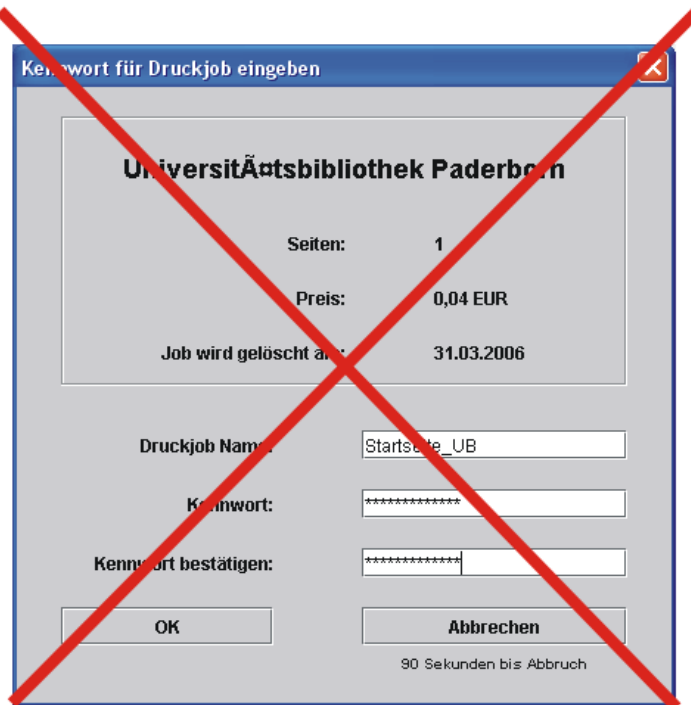 Kennwort für Druckjob eingeben
UniversitÃ¤tsbibliothek Paderborn
Seiten: 1
Preis: 0,04 EUR
Job wird gelöscht am: 31.03.2006
Druckjob Name: Startseite_UB
Kennwort: *************
Kennwort bestätigen: *************
OK Abbrechen
90 Sekunden bis Abbruch